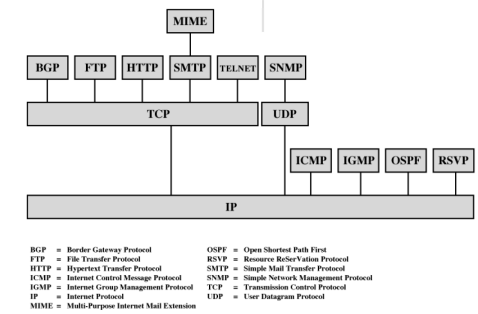 MIME
BGP FTP HTTP SMTP TELNET SNMP
TCP UDP
ICMP IGMP OSPF RSVP
IP
BGP = Border Gateway Protocol
FTP = File Transfer Protocol
HTTP = Hypertext Transfer Protocol
ICMP = Internet Control Message Protocol
IGMP = Internet Group Management Protocol
IP = Internet Protocol
MIME = Multi-Purpose Internet Mail Extension
OSPF = Open Shortest Path First
RSVP = Resource ReSerVation Protocol
SMTP = Simple Mail Transfer Protocol
SNMP = Simple Network Management Protocol
TCP = Transmission Control Protocol
UDP = User Datagram Protocol